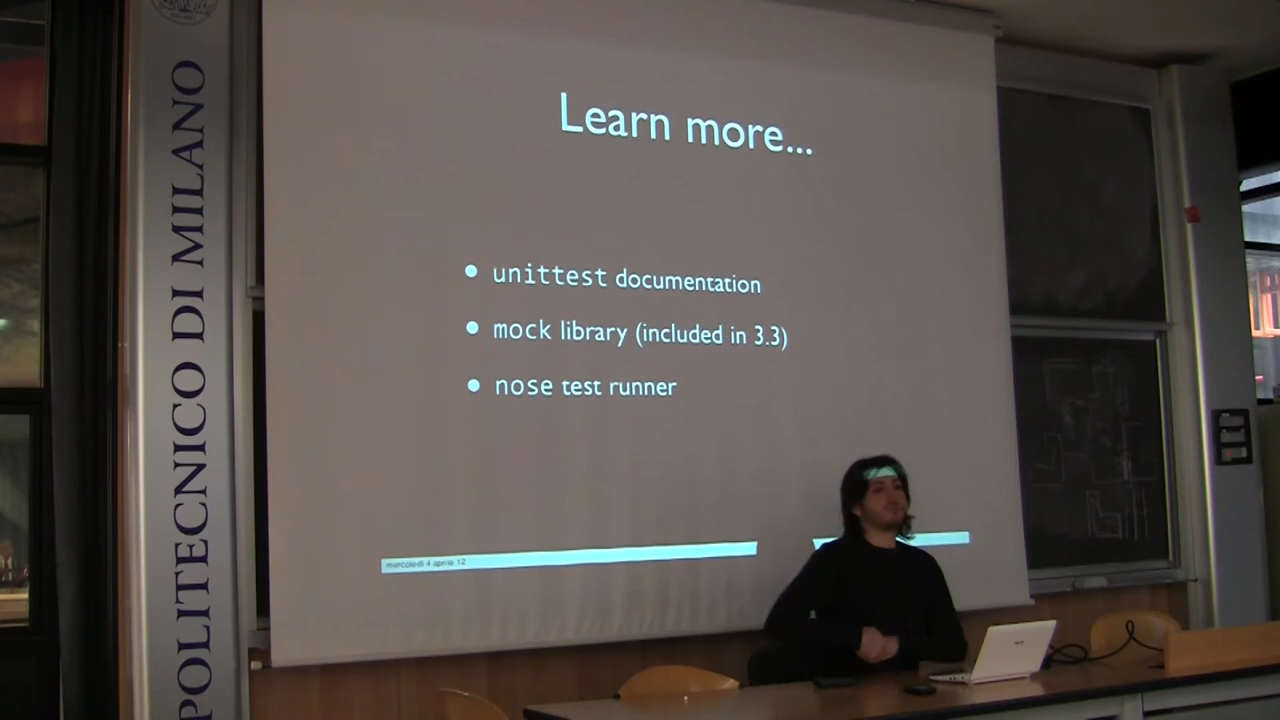 POLITECNICO DI MILANO
Learn more...
• unittest documentation
• mock library (included in 3.3)
• nose test runner
mercoledì 4 aprile 12